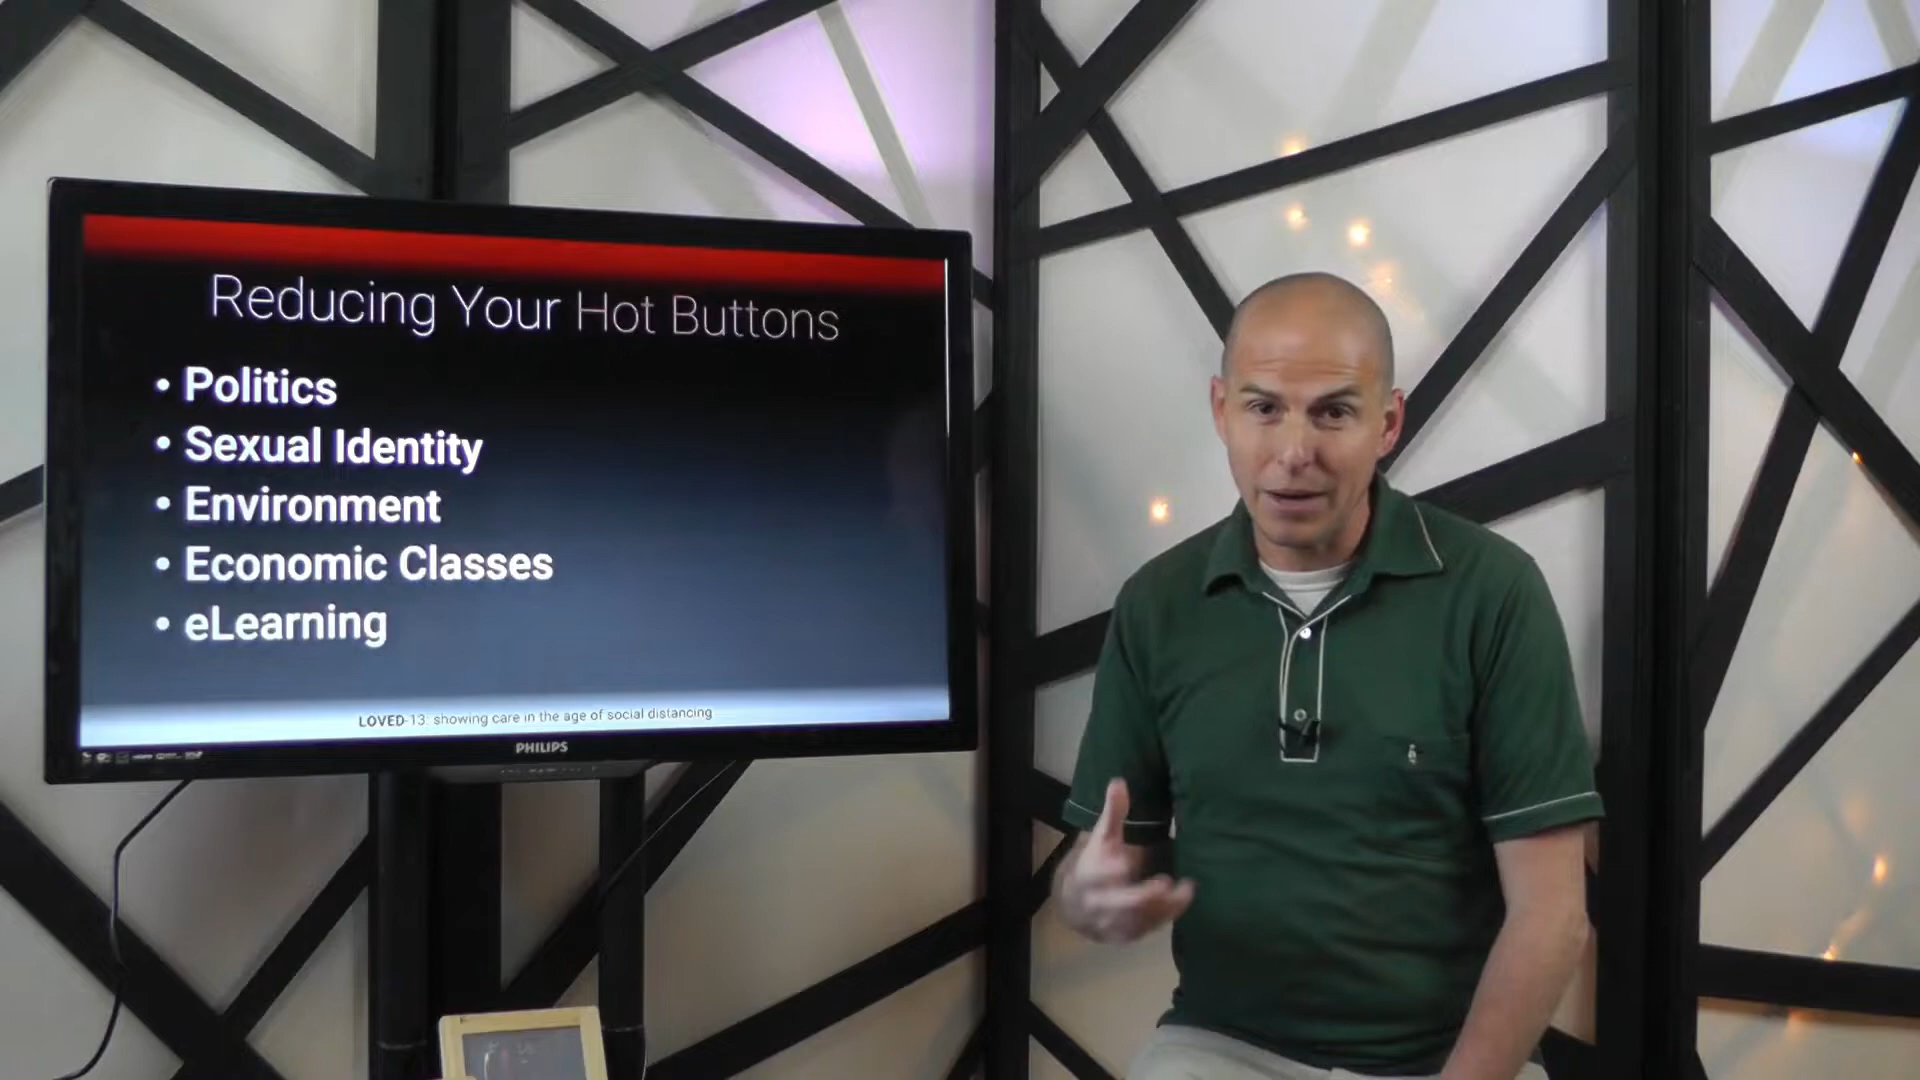 Reducing Your Hot Buttons
• Politics
• Sexual Identity
• Environment
• Economic Classes
• eLearning
LOVED-13: showing care in the age of social distancing
PHILIPS